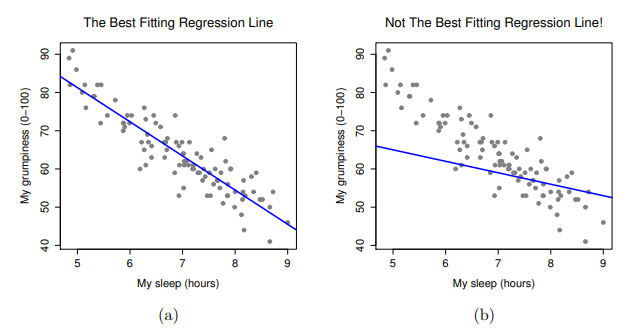 The Best Fitting Regression Line
My grumpiness (0−100)
90
80
70
60
50
40
5
6
7
8
9
My sleep (hours)
(a)
Not The Best Fitting Regression Line!
My grumpiness (0−100)
90
80
70
60
50
40
5
6
7
8
9
My sleep (hours)
(b)